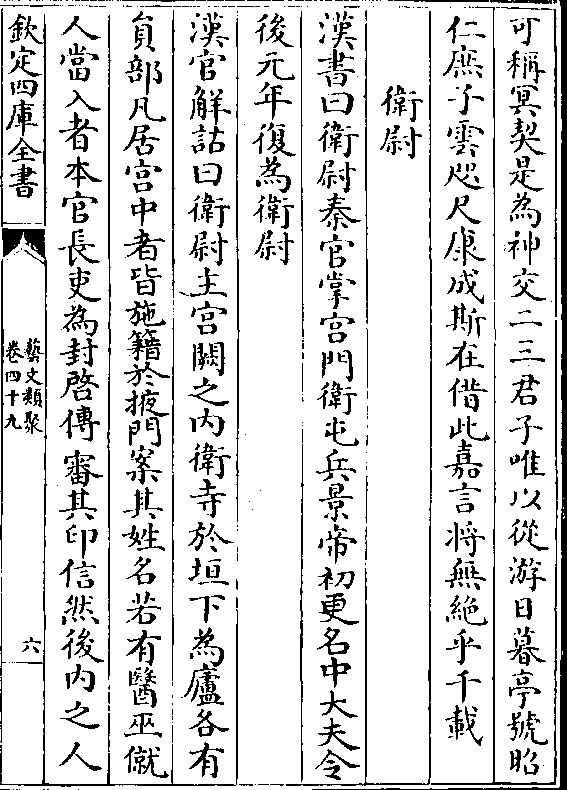 可稱冥契是為神交二三君子唯以從游日暮亭號昭
仁廡子雲咫尺康成斯在借此嘉言將無絶乎千載
衛尉
漢書曰衛尉秦官掌宫門衛屯兵景帝初更名中大夫令
後元年復為衛尉
漢官解詁曰衛尉主宫闕之内衛寺於垣下為廬各有
員部凡居宫中者皆施籍於掖門案其姓名若有醫巫僦
人當入者本官長吏為封啓傳審其印信然後内之人
欽定四庫全書
藝文類聚
卷四十九
六